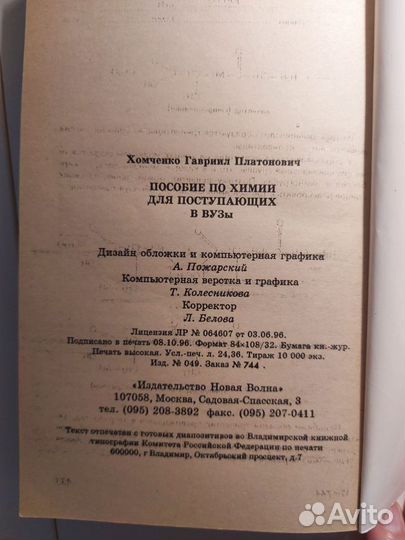 Хомченко Гавриил Платонович
ПОСОБИЕ ПО ХИМИИ
ДЛЯ ПОСТУПАЮЩИХ
В ВУЗы
Дизайн обложки и компьютерная графика
А. Пожарский
Компьютерная верстка и графика
Т. Колесникова
Корректор
Л. Белова
Лицензия ЛР № 064607 от 03.06.96.
Подписано в печать 08.10.96. Формат 84×108/32. Бумага кн.-жур.
Печать высокая. Усл.-печ. л. 24,36. Тираж 10 000 экз.
Изд. № 049. Заказ № 744 .
«Издательство Новая Волна»
107058, Москва, Садовая-Спасская, 3
тел. (095) 208-3892 факс. (095) 207-0411
Текст отпечатан с готовых диапозитивов во Владимирской книжной
типографии Комитета Российской Федерации по печати
600000, г Владимир, Октябрьский проспект, д.7
Avito